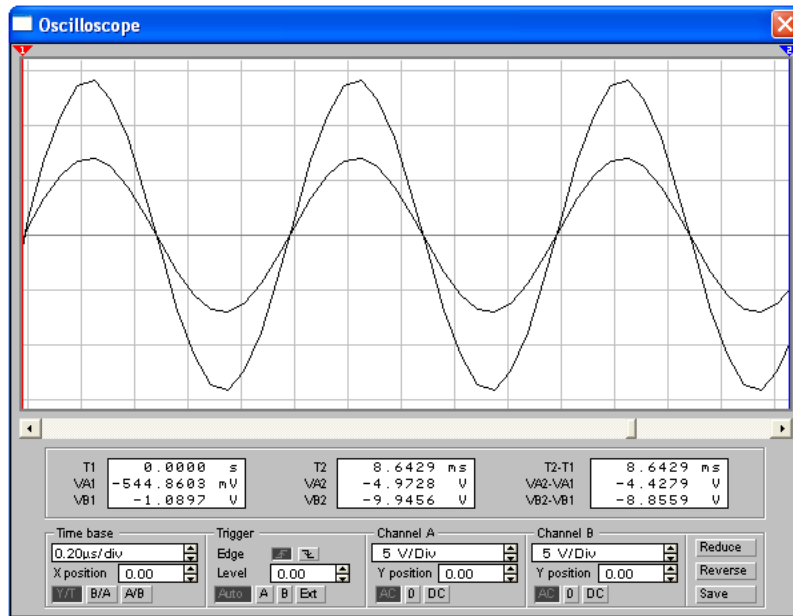 Oscilloscope
1 2
T1 0.0000 s T2 8.6429 ms T2-T1 8.6429 ms
VA1 -544.8603 mV VA2 -4.9728 V VA2-VA1 -4.4279 V
VB1 -1.0897 V VB2 -9.9456 V VB2-VB1 -8.8559 V
Time base Trigger Channel A Channel B
0.20µs/div Edge 5 V/Div 5 V/Div Reduce
X position 0.00 Level 0.00 Y position 0.00 Y position 0.00 Reverse
Y/T B/A A/B Auto A B Ext AC 0 DC AC 0 DC Save